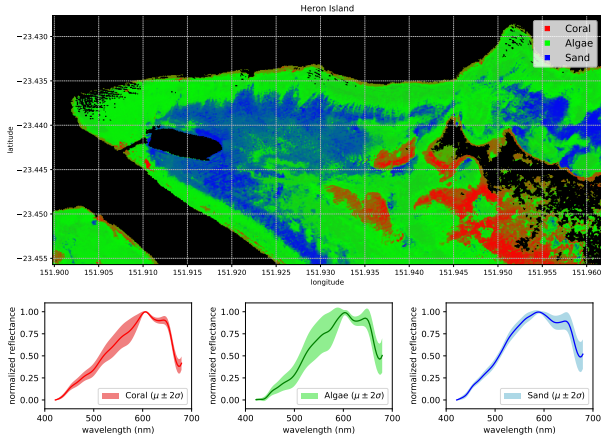 Heron Island
Coral
Algae
Sand
−23.430
−23.435
−23.440
−23.445
−23.450
−23.455
latitude
151.900 151.905 151.910 151.915 151.920 151.925 151.930 151.935 151.940 151.945 151.950 151.955 151.960
longitude
1.00
0.75
0.50
0.25
0.00
normalized reflectance
Coral (μ ± 2σ)
400 500 600 700
wavelength (nm)
1.00
0.75
0.50
0.25
0.00
normalized reflectance
Algae (μ ± 2σ)
500 600 700
wavelength (nm)
1.00
0.75
0.50
0.25
0.00
normalized reflectance
Sand (μ ± 2σ)
400 500 600 700
wavelength (nm)